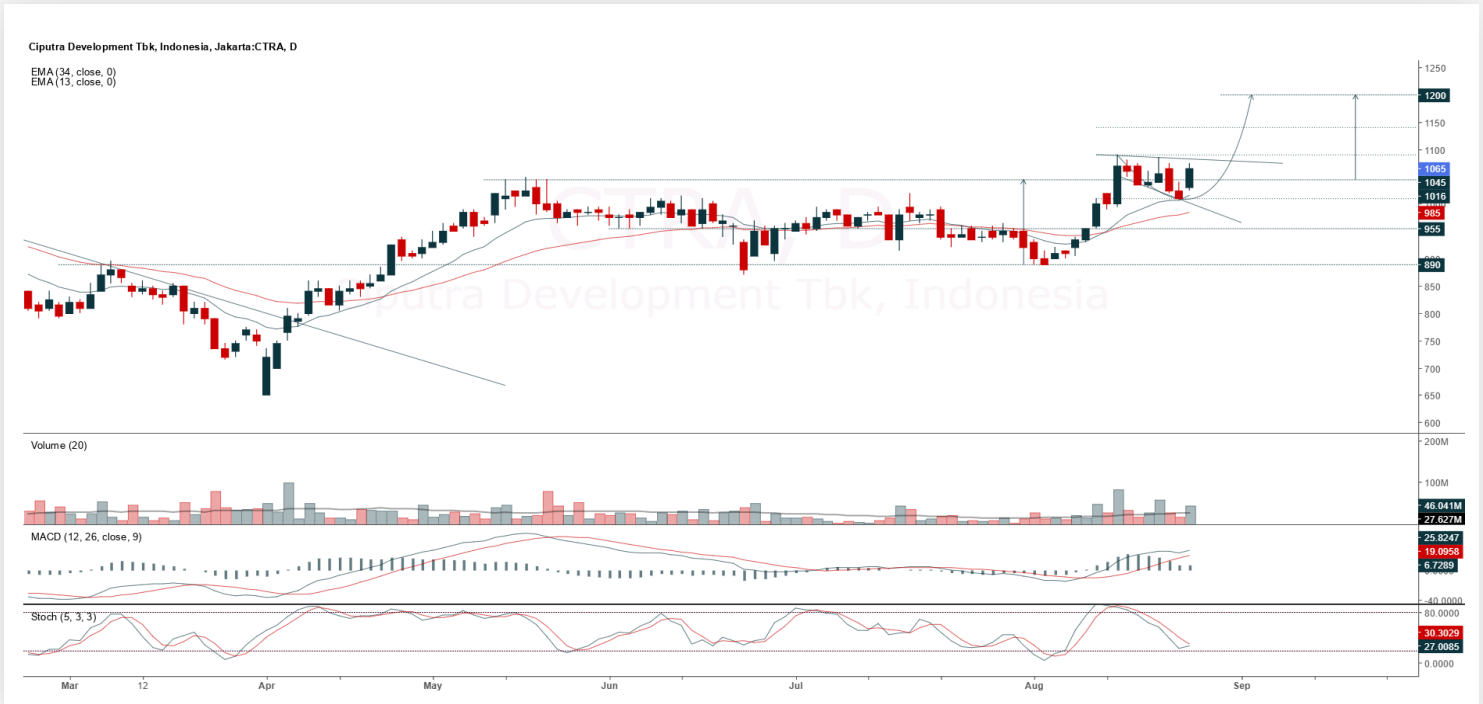 Ciputra Development Tbk, Indonesia, Jakarta:CTRA, D
EMA (34, close, 0)
EMA (13, close, 0)
CTRA, D
Ciputra Development Tbk, Indonesia
1250
1200
1150
1100
1065
1045
1016
985
955
890
850
800
750
700
650
600
Volume (20)
200M
100M
46.041M
27.627M
MACD (12, 26, close, 9)
25.8247
19.0958
6.7289
-40.0000
Stoch (5, 3, 3)
80.0000
30.3029
27.0085
0.0000
Mar 12 Apr May Jun Jul Aug Sep